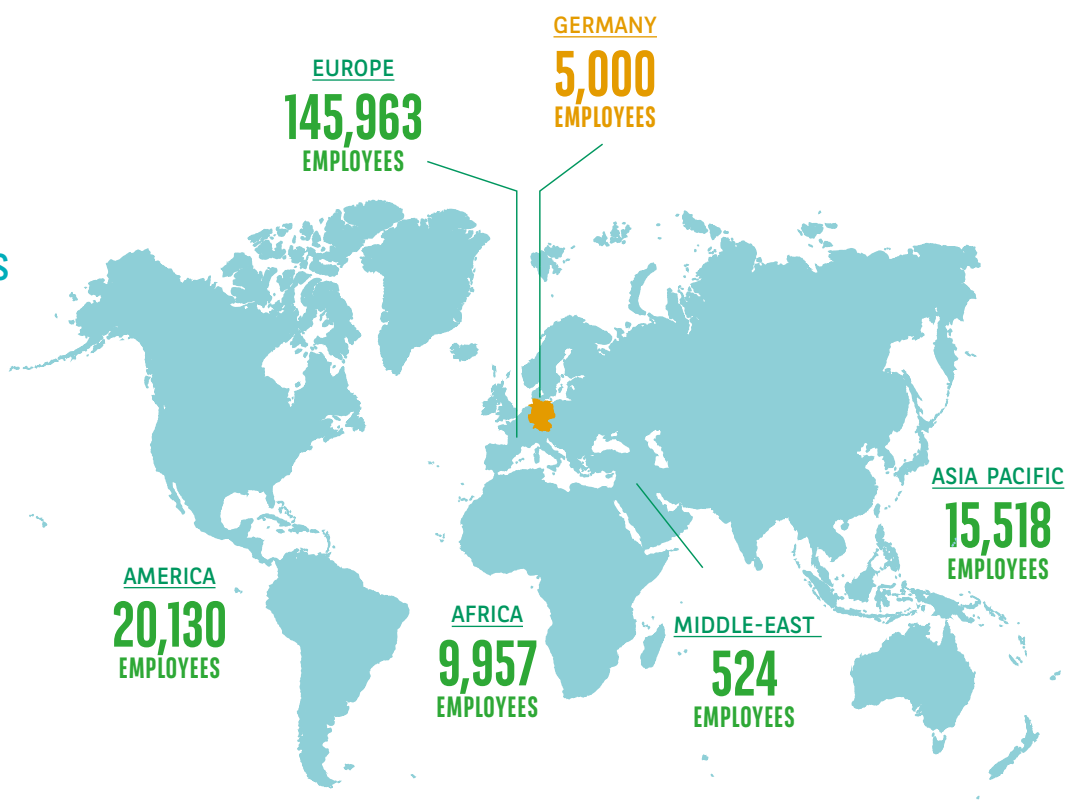 GERMANY
5,000
EMPLOYEES
EUROPE
145,963
EMPLOYEES
S
ASIA PACIFIC
15,518
EMPLOYEES
AMERICA
20,130
EMPLOYEES
AFRICA
9,957
EMPLOYEES
MIDDLE-EAST
524
EMPLOYEES